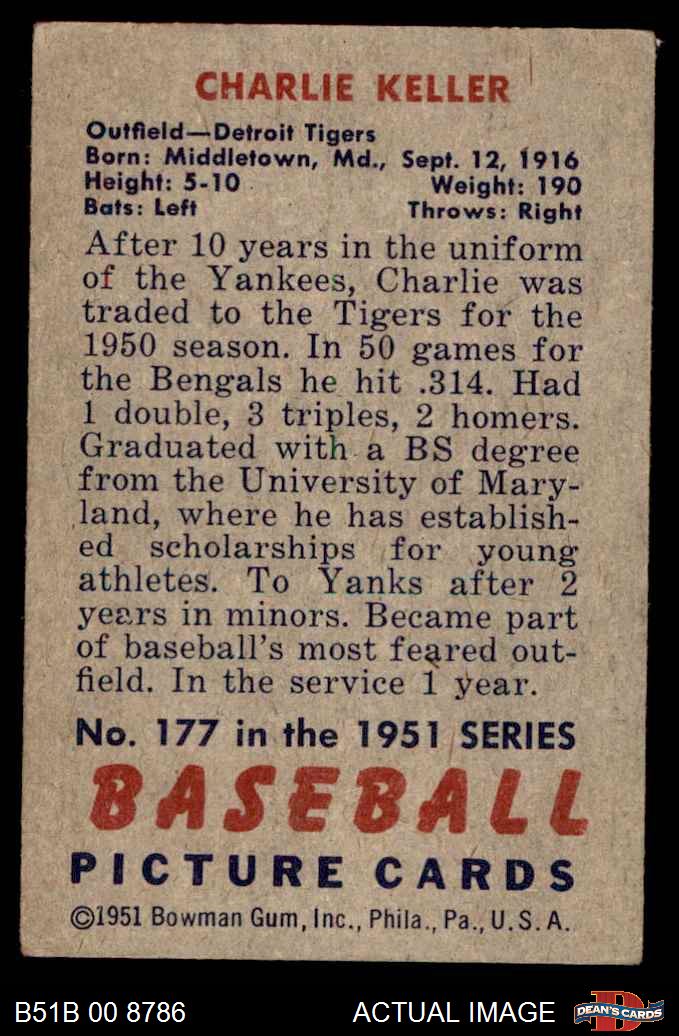 CHARLIE KELLER
Outfield—Detroit Tigers
Born: Middletown, Md., Sept. 12, 1916
Height: 5-10 Weight: 190
Bats: Left Throws: Right
After 10 years in the uniform
of the Yankees, Charlie was
traded to the Tigers for the
1950 season. In 50 games for
the Bengals he hit .314. Had
1 double, 3 triples, 2 homers.
Graduated with a BS degree
from the University of Mary-
land, where he has establish-
ed scholarships for young
athletes. To Yanks after 2
years in minors. Became part
of baseball's most feared out-
field. In the service 1 year.
No. 177 in the 1951 SERIES
BASEBALL
PICTURE CARDS
©1951 Bowman Gum, Inc., Phila., Pa., U.S.A.
B51B 00 8786 ACTUAL IMAGE
D
DEAN'S CARDS